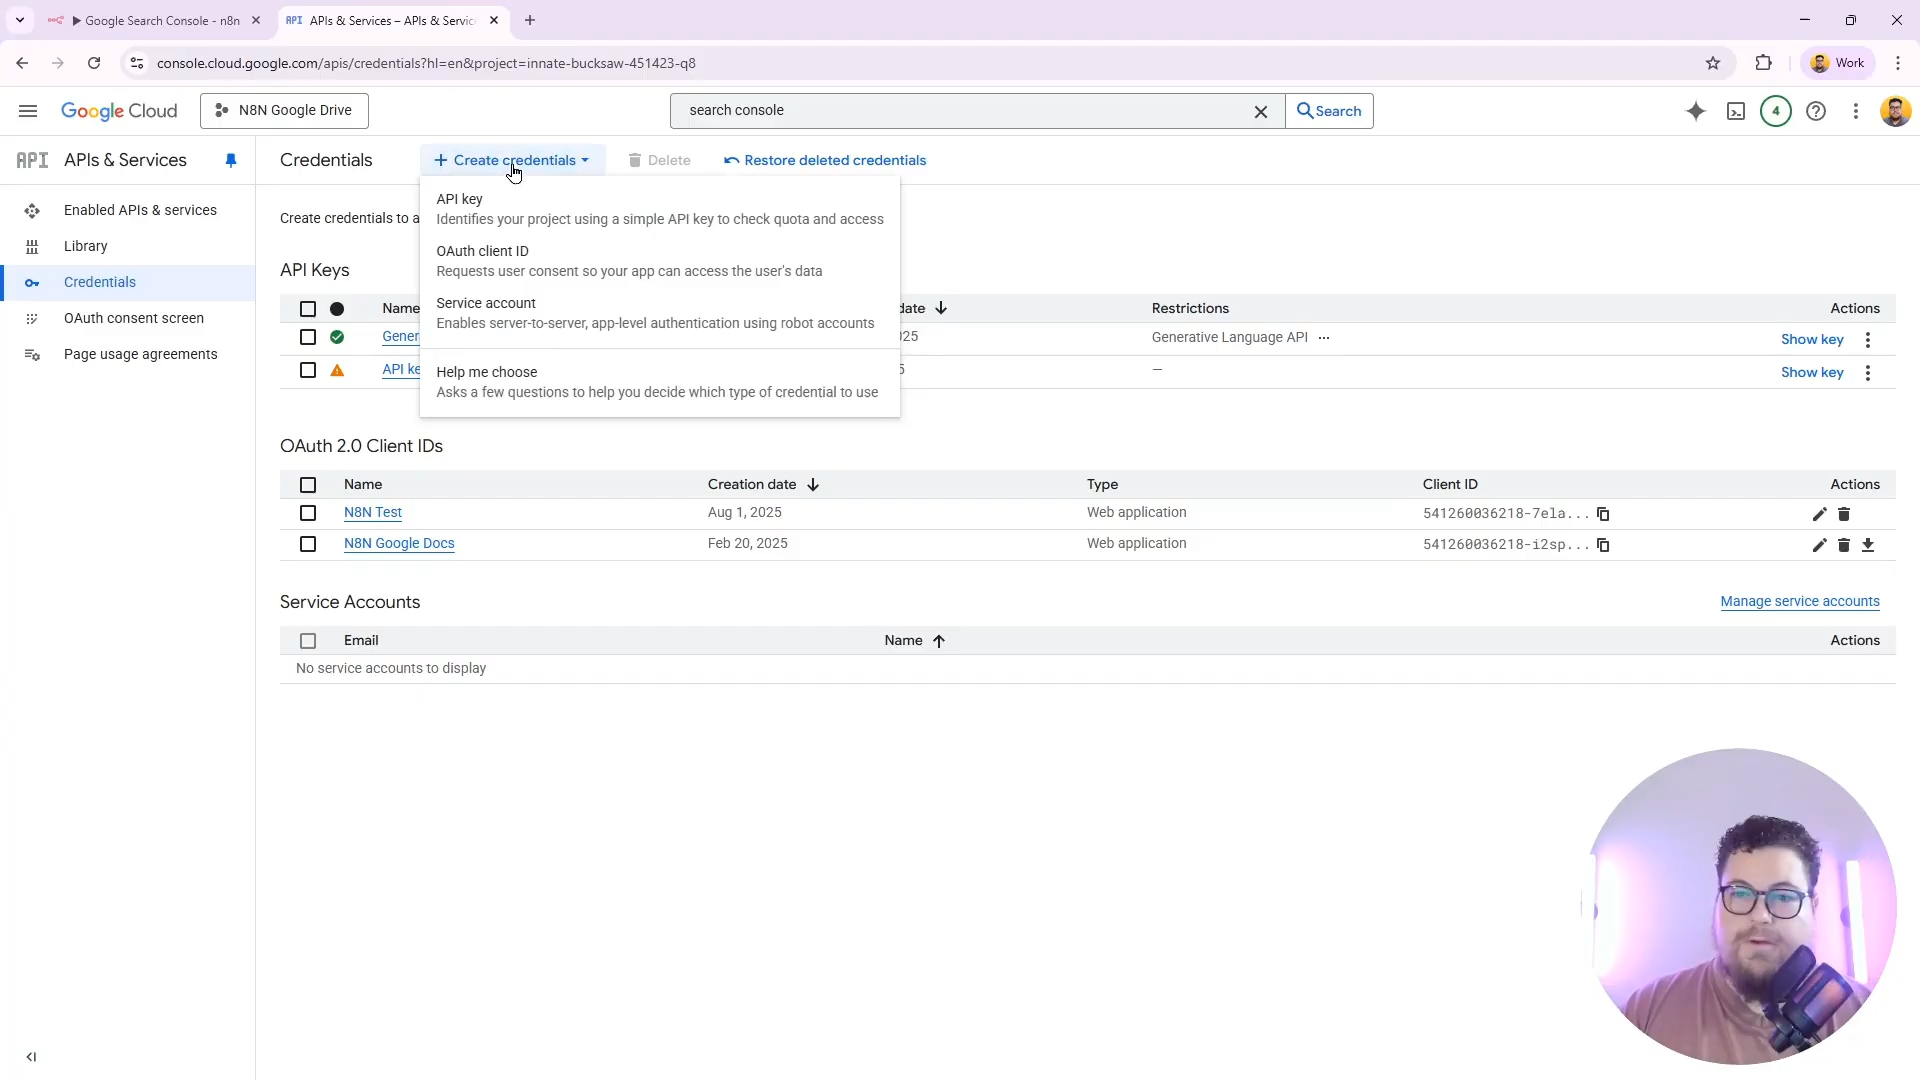 Google Search Console - n8n
API APIs & Services – APIs & Servic
console.cloud.google.com/apis/credentials?hl=en&project=innate-bucksaw-451423-q8
Work
Google Cloud
N8N Google Drive
search console
Search
4
API APIs & Services
Credentials
Create credentials
Delete
Restore deleted credentials
Enabled APIs & services
Library
Credentials
OAuth consent screen
Page usage agreements
Create credentials to a
API key
Identifies your project using a simple API key to check quota and access
OAuth client ID
Requests user consent so your app can access the user's data
Service account
Enables server-to-server, app-level authentication using robot accounts
Help me choose
Asks a few questions to help you decide which type of credential to use
API Keys
Name date Restrictions Actions
Gener 025 Generative Language API ··· Show key
API ke 5 — Show key
OAuth 2.0 Client IDs
Name Creation date Type Client ID Actions
N8N Test Aug 1, 2025 Web application 541260036218-7ela...
N8N Google Docs Feb 20, 2025 Web application 541260036218-i2sp...
Service Accounts
Manage service accounts
Email Name Actions
No service accounts to display